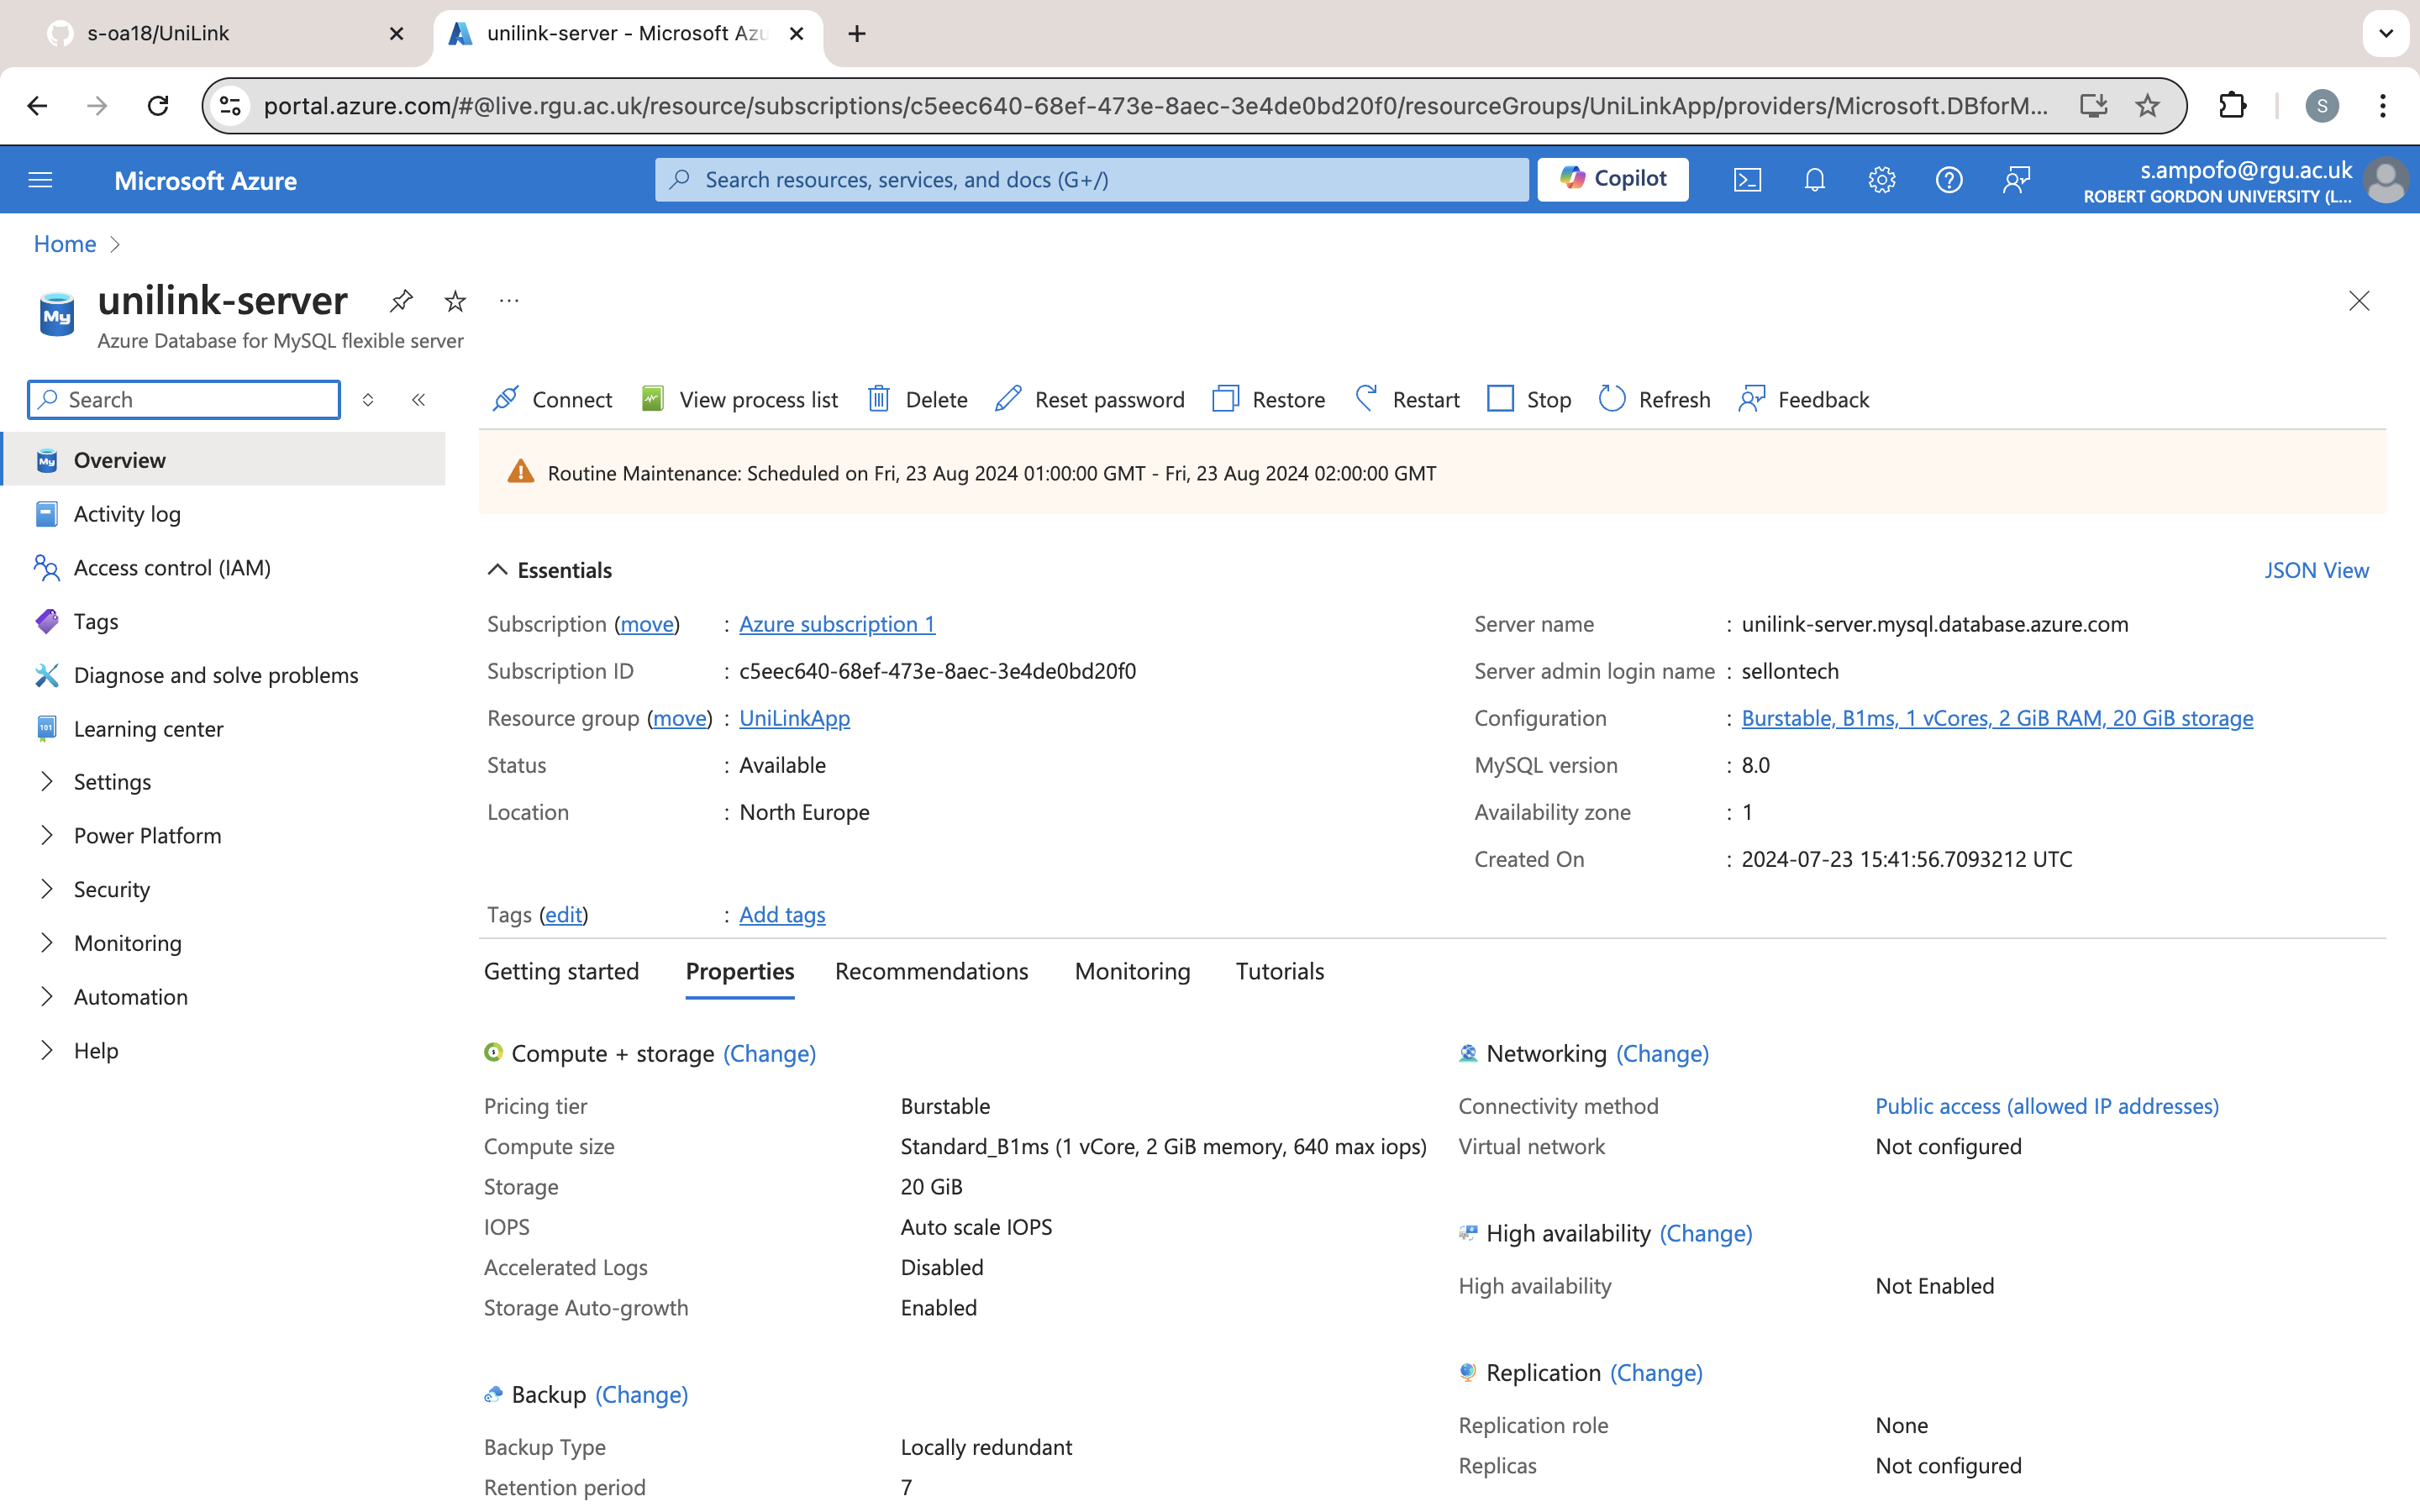 s-oa18/UniLink
unilink-server - Microsoft Azu
portal.azure.com/#@live.rgu.ac.uk/resource/subscriptions/c5eec640-68ef-473e-8aec-3e4de0bd20f0/resourceGroups/UniLinkApp/providers/Microsoft.DBforM...
S
Microsoft Azure
Search resources, services, and docs (G+/)
Copilot
s.ampofo@rgu.ac.uk
ROBERT GORDON UNIVERSITY (L...
Home
unilink-server
Azure Database for MySQL flexible server
My
Search
Connect
View process list
Delete
Reset password
Restore
Restart
Stop
Refresh
Feedback
Overview
Activity log
Access control (IAM)
Tags
Diagnose and solve problems
Learning center
Settings
Power Platform
Security
Monitoring
Automation
Help
Routine Maintenance: Scheduled on Fri, 23 Aug 2024 01:00:00 GMT - Fri, 23 Aug 2024 02:00:00 GMT
Essentials
JSON View
Subscription (move) : Azure subscription 1
Subscription ID : c5eec640-68ef-473e-8aec-3e4de0bd20f0
Resource group (move) : UniLinkApp
Status : Available
Location : North Europe
Server name : unilink-server.mysql.database.azure.com
Server admin login name : sellontech
Configuration : Burstable, B1ms, 1 vCores, 2 GiB RAM, 20 GiB storage
MySQL version : 8.0
Availability zone : 1
Created On : 2024-07-23 15:41:56.7093212 UTC
Tags (edit) : Add tags
Getting started
Properties
Recommendations
Monitoring
Tutorials
Compute + storage (Change)
Pricing tier Burstable
Compute size Standard_B1ms (1 vCore, 2 GiB memory, 640 max iops)
Storage 20 GiB
IOPS Auto scale IOPS
Accelerated Logs Disabled
Storage Auto-growth Enabled
Backup (Change)
Backup Type Locally redundant
Retention period 7
Networking (Change)
Connectivity method Public access (allowed IP addresses)
Virtual network Not configured
High availability (Change)
High availability Not Enabled
Replication (Change)
Replication role None
Replicas Not configured